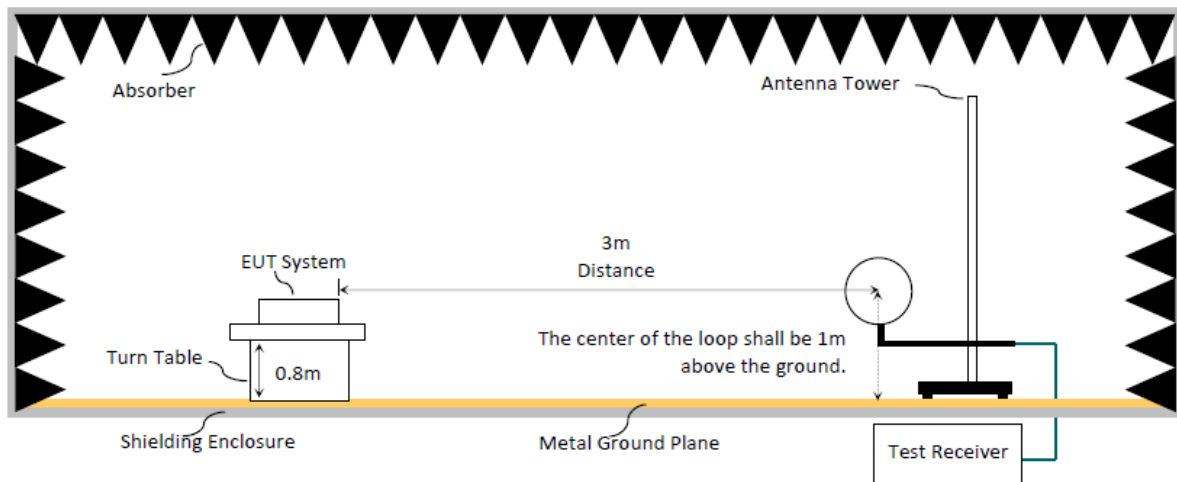 Absorber
Antenna Tower
3m
Distance
EUT System
The center of the loop shall be 1m
above the ground.
Turn Table
0.8m
Shielding Enclosure
Metal Ground Plane
Test Receiver